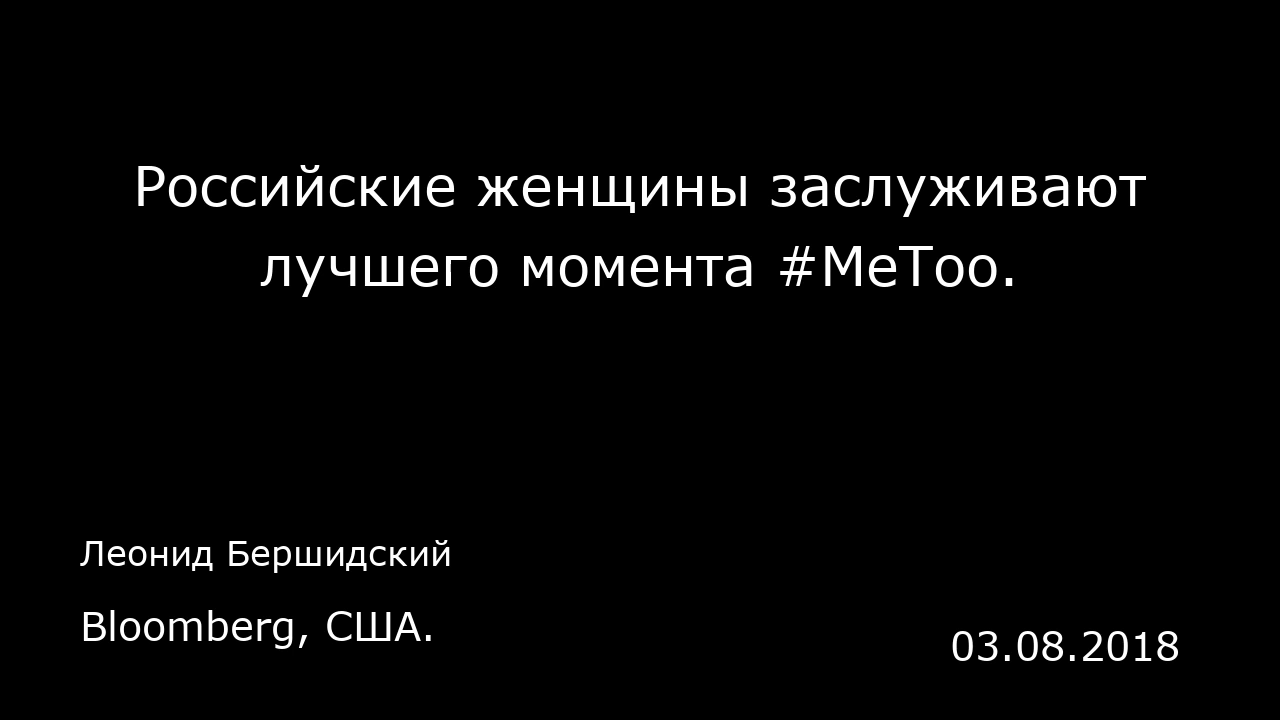 Российские женщины заслуживают
лучшего момента #MeToo.
Леонид Бершидский
Bloomberg, США.
03.08.2018